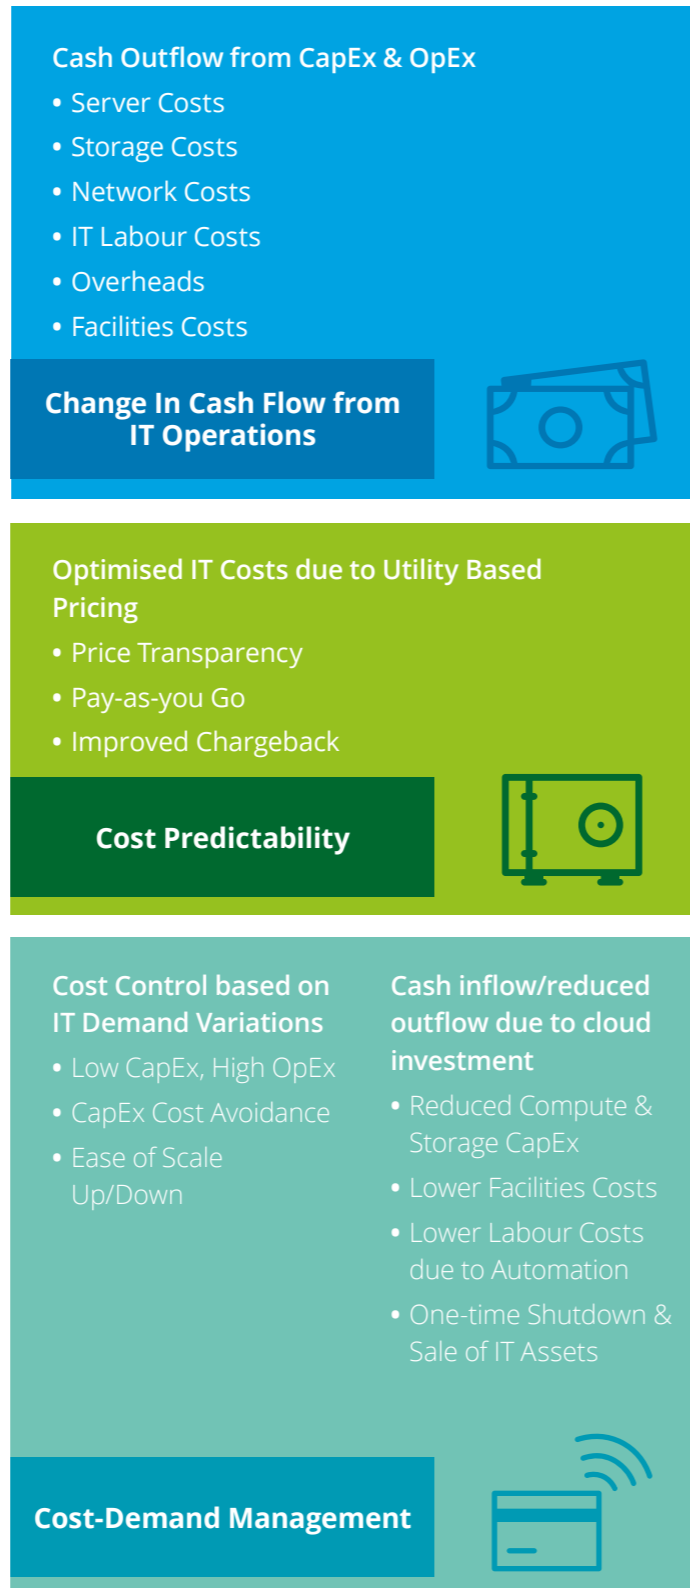 Cash Outflow from CapEx & OpEx
• Server Costs
• Storage Costs
• Network Costs
• IT Labour Costs
• Overheads
• Facilities Costs
Change In Cash Flow from
IT Operations
Optimised IT Costs due to Utility Based
Pricing
• Price Transparency
• Pay-as-you Go
• Improved Chargeback
Cost Predictability
Cost Control based on
IT Demand Variations
• Low CapEx, High OpEx
• CapEx Cost Avoidance
• Ease of Scale
Up/Down
Cash inflow/reduced
outflow due to cloud
investment
• Reduced Compute &
Storage CapEx
• Lower Facilities Costs
• Lower Labour Costs
due to Automation
• One-time Shutdown &
Sale of IT Assets
Cost-Demand Management